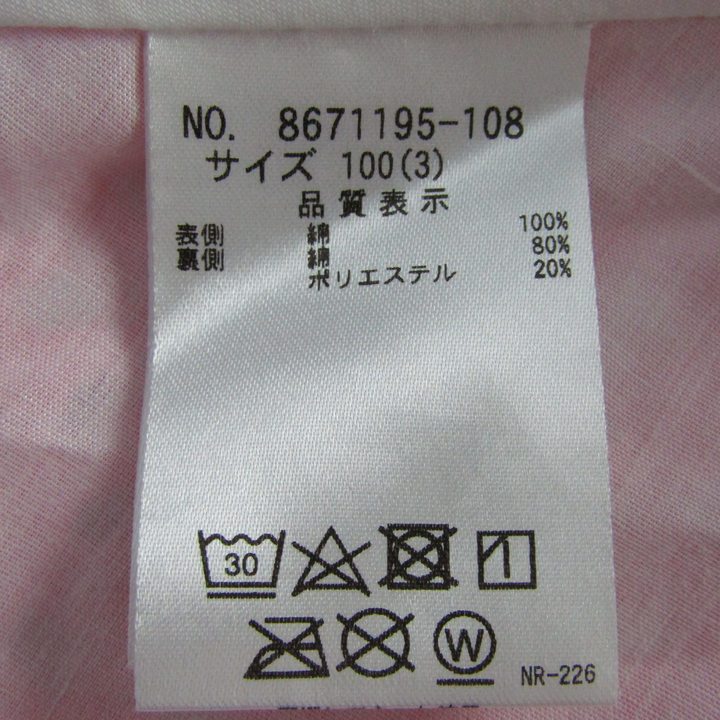 NO. 8671195-108
サイズ 100(3)
品質表示
表側 綿 100%
裏側 綿 80%
ポリエステル 20%
30
W
NR-226